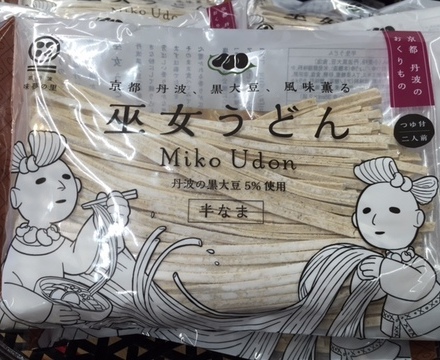 京都 丹波の
おくりもの
京都 丹波、黒大豆、風味薫る
巫女うどん
Miko Udon
丹波の黒大豆5%使用
半なま
つゆ付
二人前